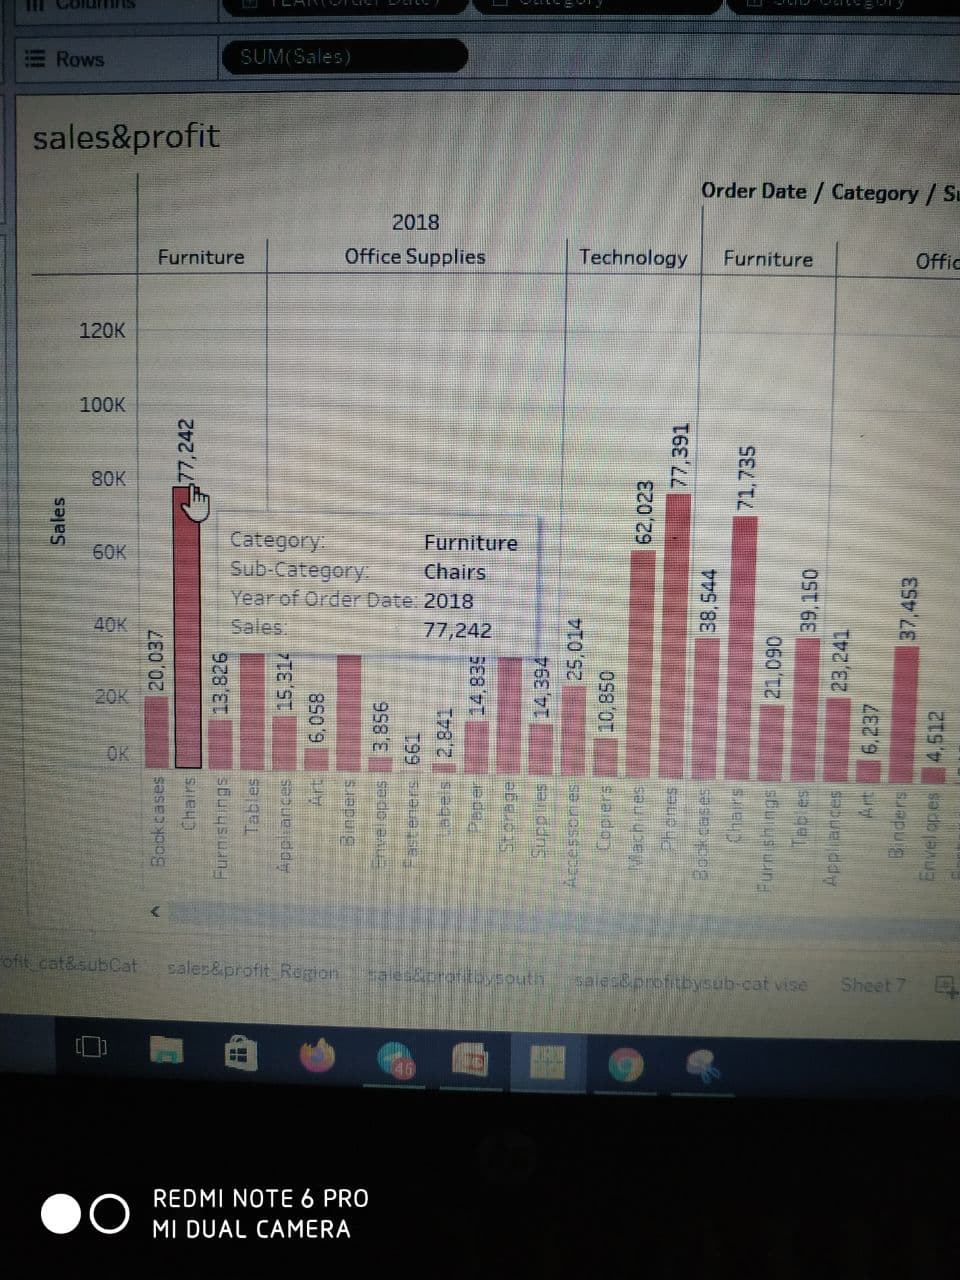 Columns
Rows
SUM(Sales)
sales&profit
Order Date / Category /
2018
Furniture
Office Supplies
Technology
Furniture
120K
100K
80K
60K
40K
20K
0K
Sales
20,037
77,242
13,826
15,314
6,058
3,856
661
2,841
14,835
14,394
25,014
10,850
62,023
77,391
38,544
71,735
21,090
39,150
23,241
6,237
37,453
4,512
Category: Furniture
Sub-Category: Chairs
Year of Order Date: 2018
Sales: 77,242
Bookcases
Chairs
Furnishings
Tables
Appliances
Art
Binders
Envelopes
Fasteners
Labels
Paper
Storage
Supplies
Accessories
Copiers
Machines
Phones
Bookcases
Chairs
Furnishings
Tables
Appliances
Art
Binders
Envelopes
ofit_cat&subCat
sales&profit_Region
sales&profitbysouth
sales&profitbysub-cat vise
Sheet 7
45
REDMI NOTE 6 PRO
MI DUAL CAMERA